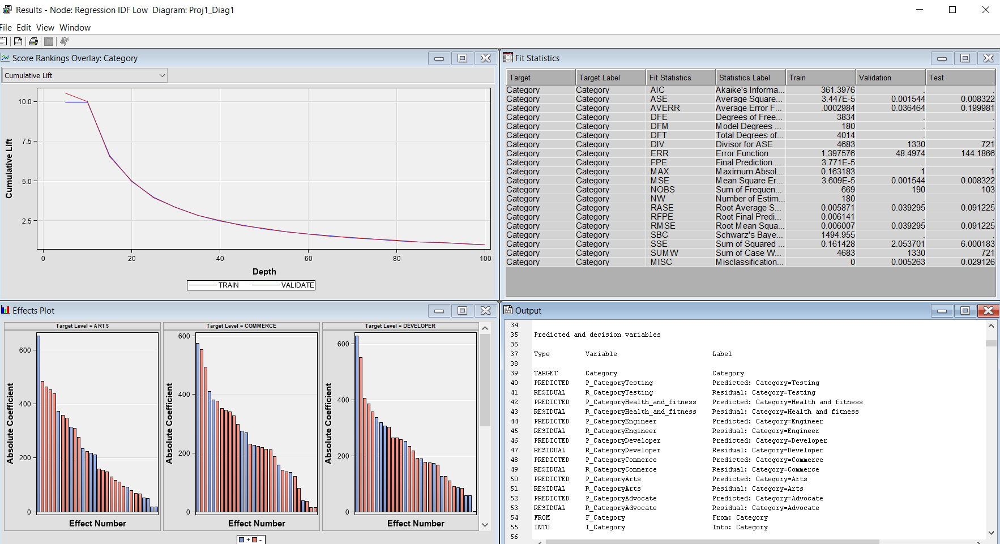 Results - Node: Regression IDF Low Diagram: Proj1_Diag1
File Edit View Window
Score Rankings Overlay: Category
Cumulative Lift
10.0
7.5
5.0
2.5
Cumulative Lift
0 20 40 60 80 100
Depth
TRAIN VALIDATE
Fit Statistics
Target Target Label Fit Statistics Statistics Label Train Validation Test
Category Category AIC Akaike's Informa... 361.3976 . .
Category Category ASE Average Square... 3.447E-5 0.001544 0.008322
Category Category AVERR Average Error F... .0002984 0.036464 0.199981
Category Category DFE Degrees of Free... 3834 . .
Category Category DFM Model Degrees ... 180 . .
Category Category DFT Total Degrees of... 4014 . .
Category Category DIV Divisor for ASE 4683 1330 721
Category Category ERR Error Function 1.397576 48.4974 144.1866
Category Category FPE Final Prediction ... 3.771E-5 . .
Category Category MAX Maximum Absol... 0.163183 1 1
Category Category MSE Mean Square Er... 3.609E-5 0.001544 0.008322
Category Category NOBS Sum of Frequen... 669 190 103
Category Category NW Number of Estim... 180 . .
Category Category RASE Root Average S... 0.005871 0.039295 0.091225
Category Category RFPE Root Final Predi... 0.006141 . .
Category Category RMSE Root Mean Squa... 0.006007 0.039295 0.091225
Category Category SBC Schwarz's Baye... 1494.955 . .
Category Category SSE Sum of Squared ... 0.161428 2.053701 6.000183
Category Category SUMW Sum of Case W... 4683 1330 721
Category Category MISC Misclassification... 0 0.005263 0.029126
Effects Plot
Target Level = ARTS
600
400
200
0
Absolute Coefficient
Effect Number
Target Level = COMMERCE
600
400
200
0
Absolute Coefficient
Effect Number
Target Level = DEVELOPER
600
400
200
0
Absolute Coefficient
Effect Number
+ -
Output
34
35 Predicted and decision variables
36
37 Type Variable Label
38
39 TARGET Category Category
40 PREDICTED P_CategoryTesting Predicted: Category=Testing
41 RESIDUAL R_CategoryTesting Residual: Category=Testing
42 PREDICTED P_CategoryHealth_and_fitness Predicted: Category=Health and fitness
43 RESIDUAL R_CategoryHealth_and_fitness Residual: Category=Health and fitness
44 PREDICTED P_CategoryEngineer Predicted: Category=Engineer
45 RESIDUAL R_CategoryEngineer Residual: Category=Engineer
46 PREDICTED P_CategoryDeveloper Predicted: Category=Developer
47 RESIDUAL R_CategoryDeveloper Residual: Category=Developer
48 PREDICTED P_CategoryCommerce Predicted: Category=Commerce
49 RESIDUAL R_CategoryCommerce Residual: Category=Commerce
50 PREDICTED P_CategoryArts Predicted: Category=Arts
51 RESIDUAL R_CategoryArts Residual: Category=Arts
52 PREDICTED P_CategoryAdvocate Predicted: Category=Advocate
53 RESIDUAL R_CategoryAdvocate Residual: Category=Advocate
54 FROM F_Category From: Category
55 INTO I_Category Into: Category
56